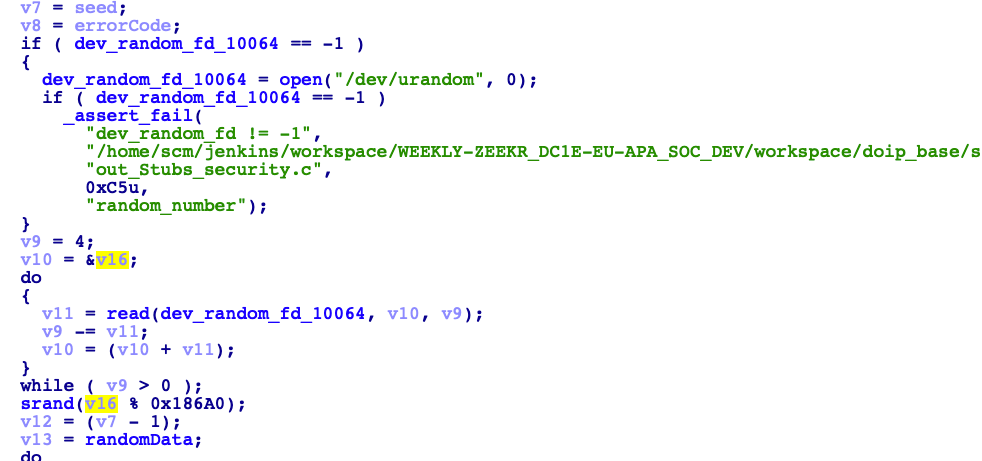 v7 = seed;
v8 = errorCode;
if ( dev_random_fd_10064 == -1 )
{
dev_random_fd_10064 = open("/dev/urandom", 0);
if ( dev_random_fd_10064 == -1 )
_assert_fail(
"dev_random_fd != -1",
"/home/scm/jenkins/workspace/WEEKLY-ZEEKR_DC1E-EU-APA_SOC_DEV/workspace/doip_base/s
"out_Stubs_security.c",
0xC5u,
"random_number");
}
v9 = 4;
v10 = &v16;
do
{
v11 = read(dev_random_fd_10064, v10, v9);
v9 -= v11;
v10 = (v10 + v11);
}
while ( v9 > 0 );
srand(v16 % 0x186A0);
v12 = (v7 - 1);
v13 = randomData;
do